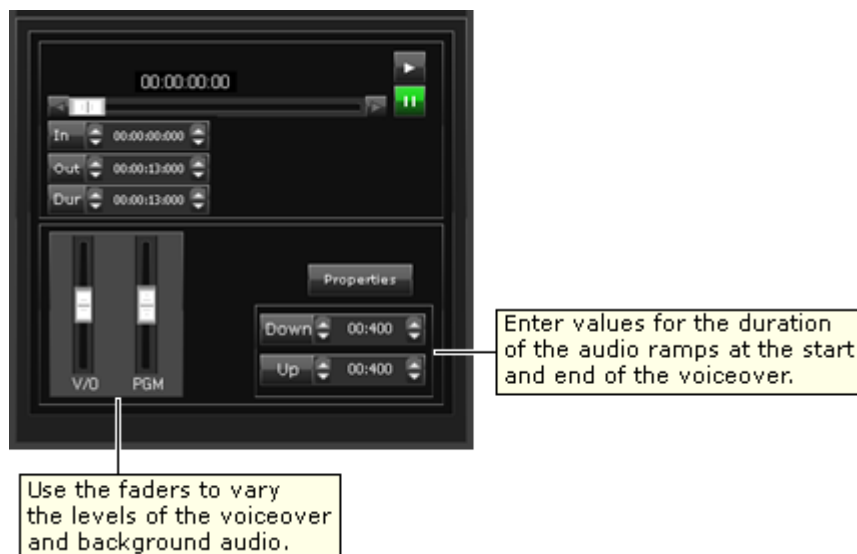 00:00:00:00
In 00:00:00:000
Out 00:00:13:000
Dur 00:00:13:000
Properties
Down 00:400
Up 00:400
V/O PGM
Enter values for the duration
of the audio ramps at the start
and end of the voiceover.
Use the faders to vary
the levels of the voiceover
and background audio.